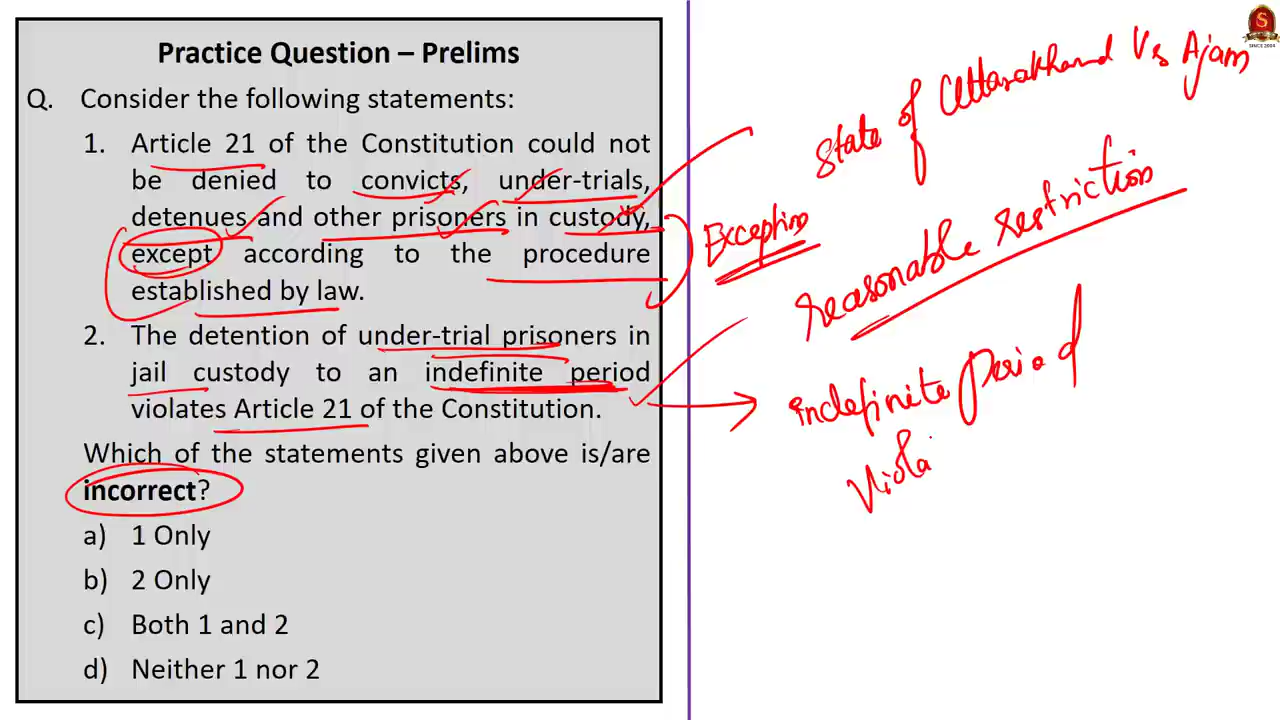 Practice Question – Prelims
Q. Consider the following statements:
1. Article 21 of the Constitution could not
be denied to convicts, under-trials,
detenues and other prisoners in custody,
except according to the procedure
established by law.
2. The detention of under-trial prisoners in
jail custody to an indefinite period
violates Article 21 of the Constitution.
Which of the statements given above is/are
incorrect?
a) 1 Only
b) 2 Only
c) Both 1 and 2
d) Neither 1 nor 2
State of Uttarakhand Vs Ajam
Exception
reasonable restriction
indefinite period
Viola
S
SINCE 2004